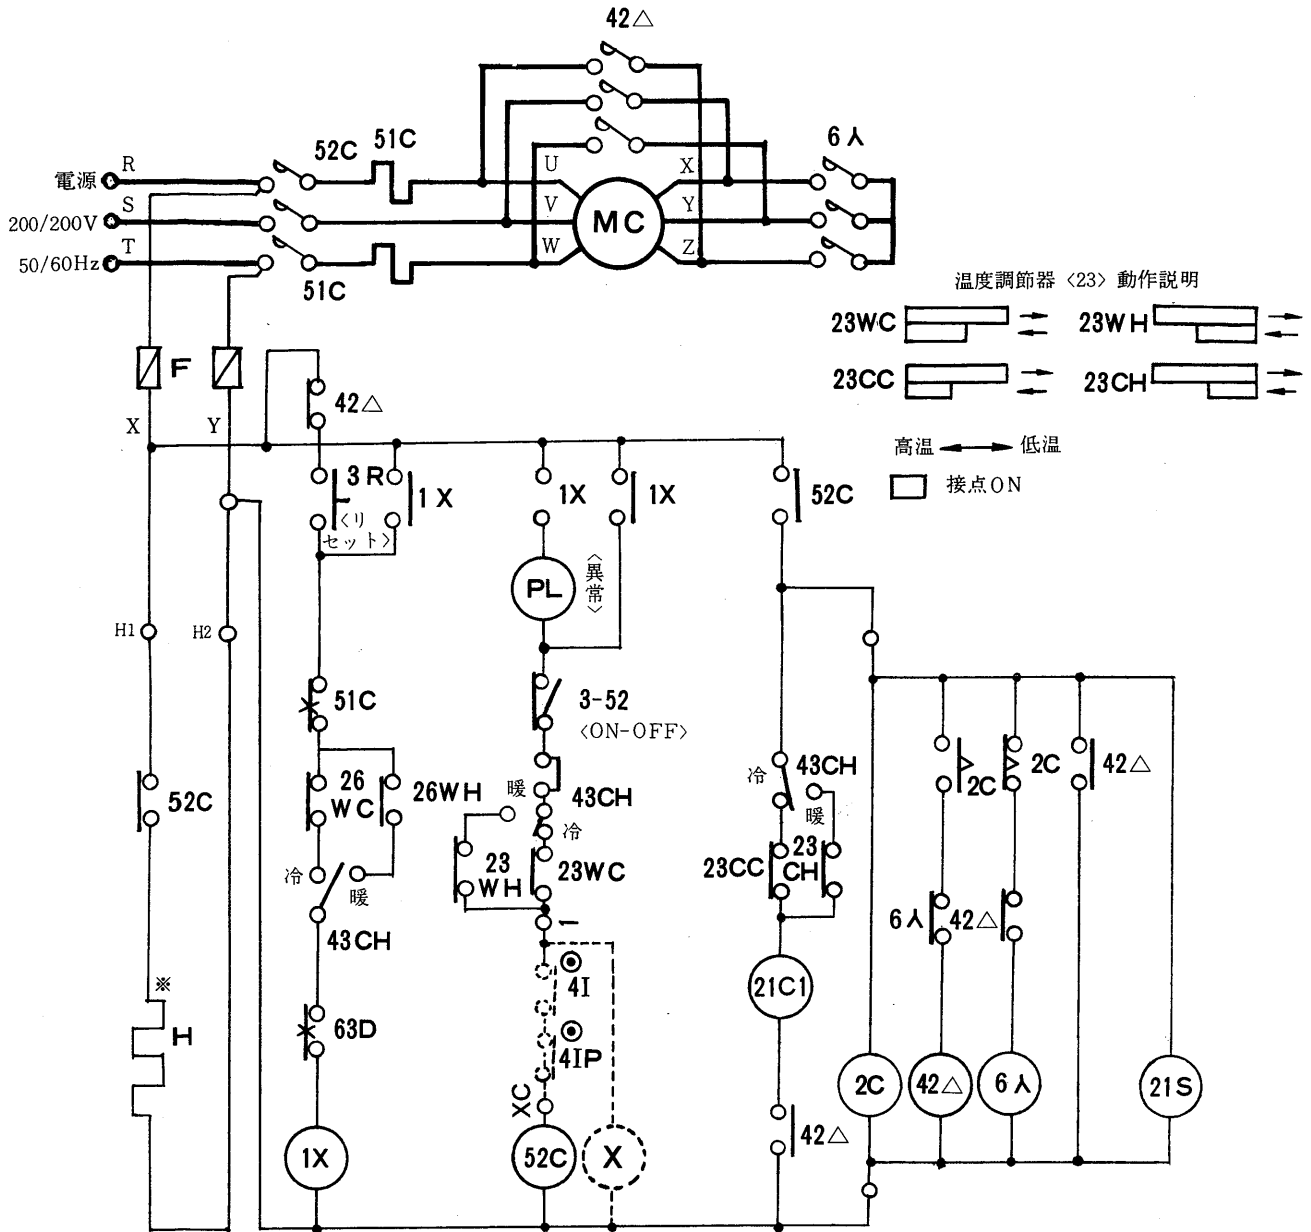 42△
52C
51C
6人
R
電源
S
200/200V
T
50/60Hz
51C
U
V
W
MC
X
Y
Z
温度調節器〈23〉動作説明
23WC
23WH
23CC
23CH
高温 ⟷ 低温
接点ON
F
X
Y
42△
3R
〈リ
セット〉
1X
1X
1X
52C
PL
〈異常〉
H1
H2
51C
3-52
〈ON-OFF〉
52C
26
WC
26WH
暖
43CH
冷
冷
43CH
暖
2C
2C
42△
23
WH
23WC
23CC
23
CH
冷
暖
43CH
1
6人
42△
※
H
63D
4I
4IP
21C1
XC
2C
42△
6人
21S
42△
1X
52C
X